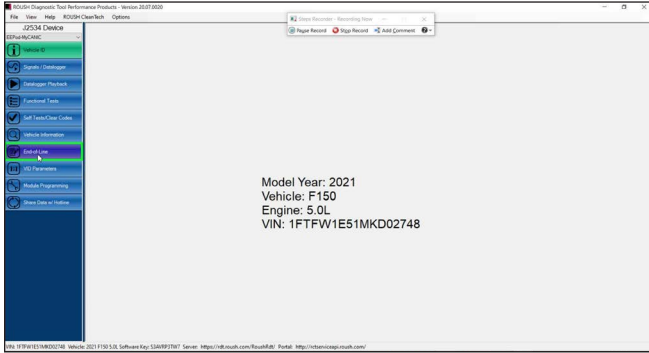 ROUSH Diagnostic Tool Performance Products - Version 20.07.0020
File View Help ROUSH CleanTech Options
Steps Recorder - Recording Now
Pause Record Stop Record Add Comment
J2534 Device
EEPod-MyCANIC
Vehicle ID
Signals / Datalogger
Datalogger Playback
Functional Tests
Self Tests/Clear Codes
Vehicle Information
End-of-Line
VID Parameters
Module Programming
Share Data w/ Hotline
Model Year: 2021
Vehicle: F150
Engine: 5.0L
VIN: 1FTFW1E51MKD02748
VIN: 1FTFW1E51MKD02748 Vehicle: 2021 F150 5.0L Software Key: S3AVRP3TW7 Server: https://rdt.roush.com/RoushRdt/ Portal: http://rctserviceapi.roush.com/